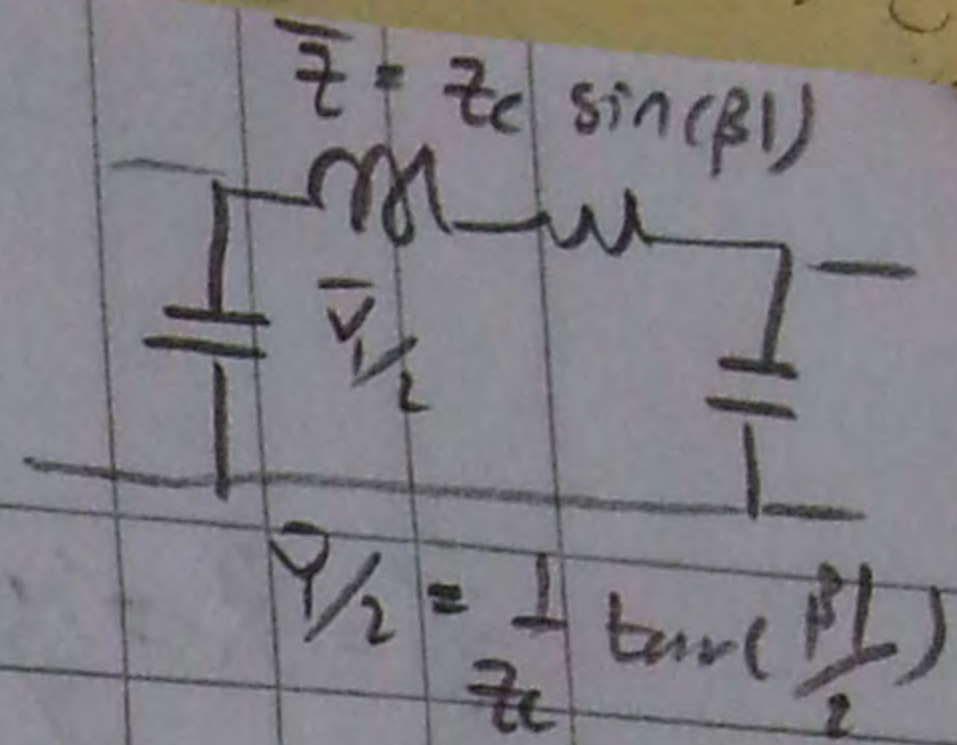 Z̅ = Zc sin(βl)
Y̅/2
Y̅/2 = 1/Zc tan(βl/2)